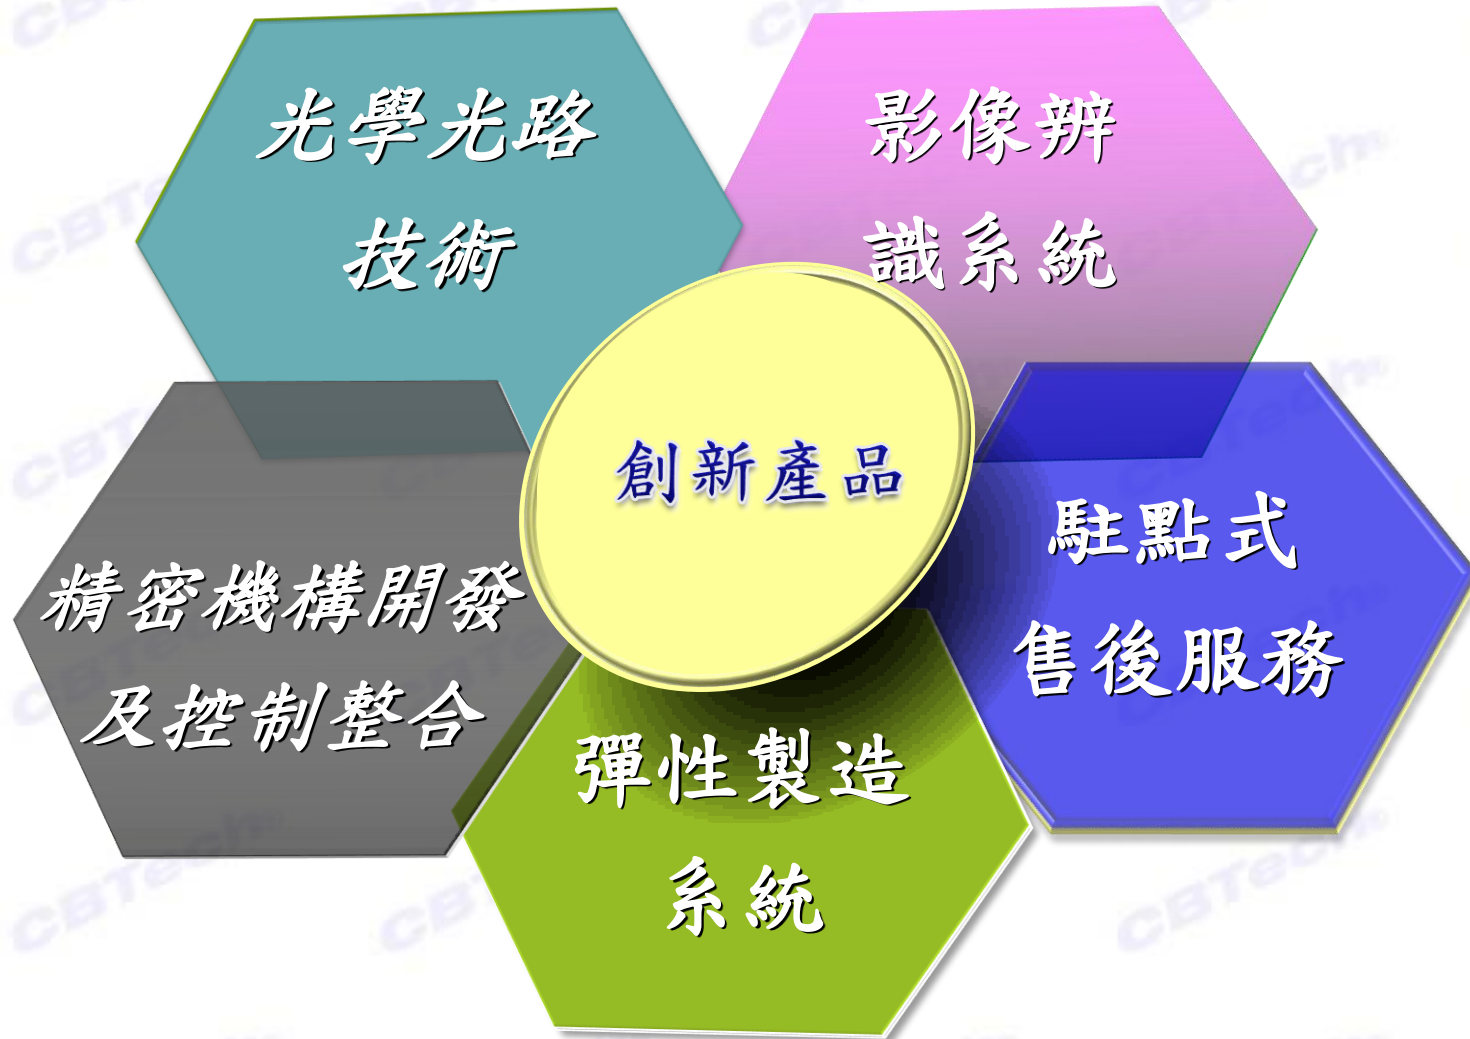 光學光路
技術
影像辨
識系統
創新產品
駐點式
售後服務
精密機構開發
及控制整合
彈性製造
系統
CBTech